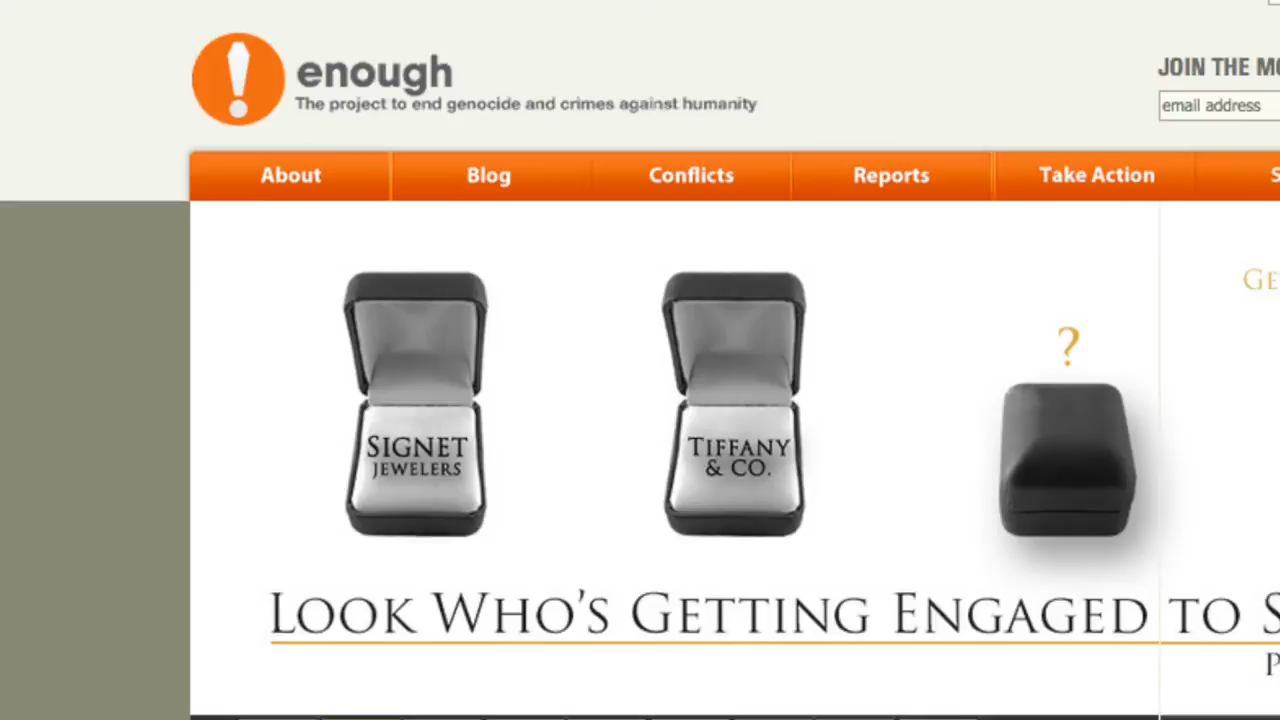 enough
The project to end genocide and crimes against humanity
JOIN THE
email address
About Blog Conflicts Reports Take Action
?
SIGNET
JEWELERS
TIFFANY
& CO.
LOOK WHO'S GETTING ENGAGED TO